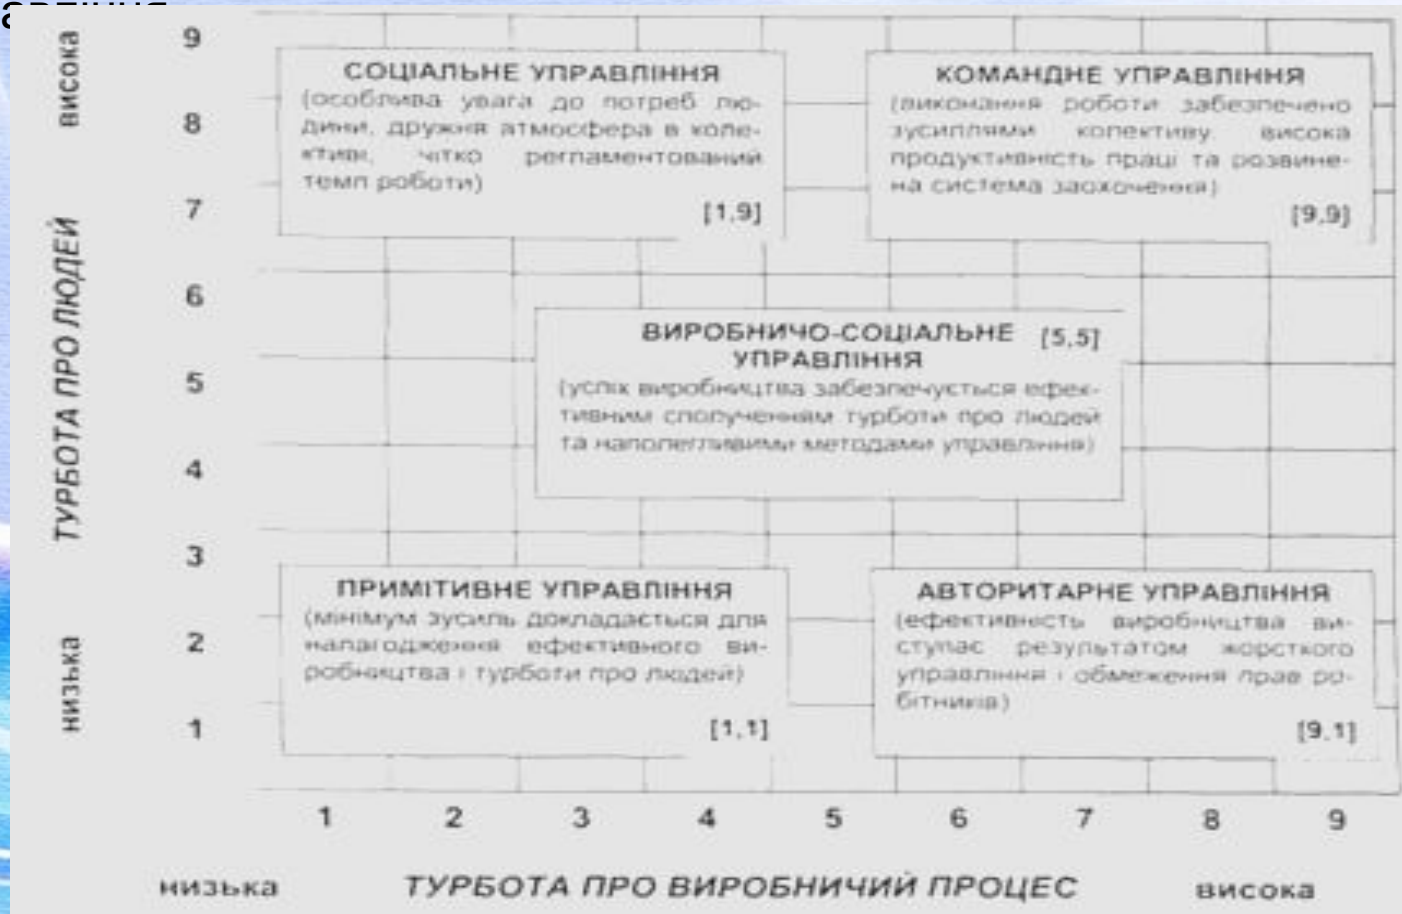 висока
ТУРБОТА ПРО ЛЮДЕЙ
низька
9
8
7
6
5
4
3
2
1
СОЦІАЛЬНЕ УПРАВЛІННЯ
(особлива увага до потреб лю-
дини, дружня атмосфера в коле-
ктиві, чітко регламентований
темп роботи)
[1,9]
КОМАНДНЕ УПРАВЛІННЯ
(виконання роботи забезпечено
зусиллями колективу, висока
продуктивність праці та розвине-
на система заохочення)
[9,9]
ВИРОБНИЧО-СОЦІАЛЬНЕ [5,5]
УПРАВЛІННЯ
(успіх виробництва забезпечується ефек-
тивним сполученням турботи про людей
та наполегливими методами управління)
ПРИМІТИВНЕ УПРАВЛІННЯ
(мінімум зусиль докладається для
налагодження ефективного ви-
робництва і турботи про людей)
[1,1]
АВТОРИТАРНЕ УПРАВЛІННЯ
(ефективність виробництва ви-
ступає результатом жорсткого
управління і обмеження прав ро-
бітників)
[9,1]
1 2 3 4 5 6 7 8 9
низька ТУРБОТА ПРО ВИРОБНИЧИЙ ПРОЦЕС висока